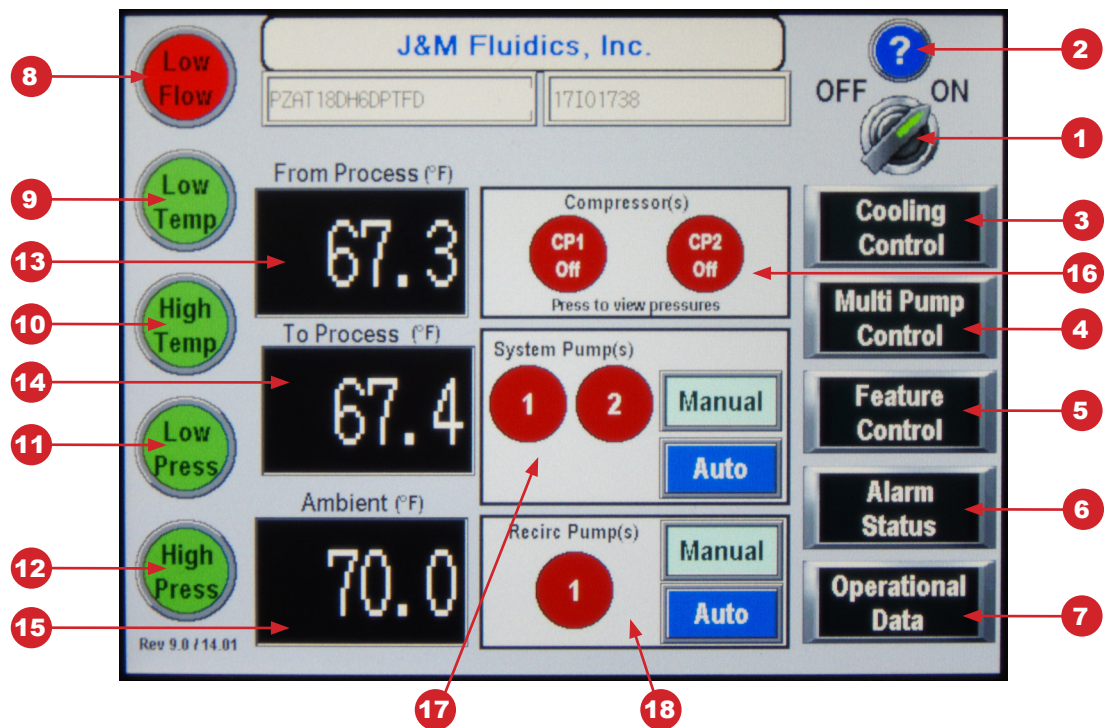 J&M Fluidics, Inc.
PZAT18DH6DPTFD
17I01738
?
OFF
ON
Low
Flow
Low
Temp
High
Temp
Low
Press
High
Press
Rev 9.0 / 14.01
From Process (°F)
67.3
To Process (°F)
67.4
Ambient (°F)
70.0
Compressor(s)
CP1
Off
CP2
Off
Press to view pressures
System Pump(s)
1
2
Manual
Auto
Recirc Pump(s)
1
Manual
Auto
Cooling
Control
Multi Pump
Control
Feature
Control
Alarm
Status
Operational
Data
8
9
13
10
14
11
12
15
2
1
3
16
4
5
6
7
17
18